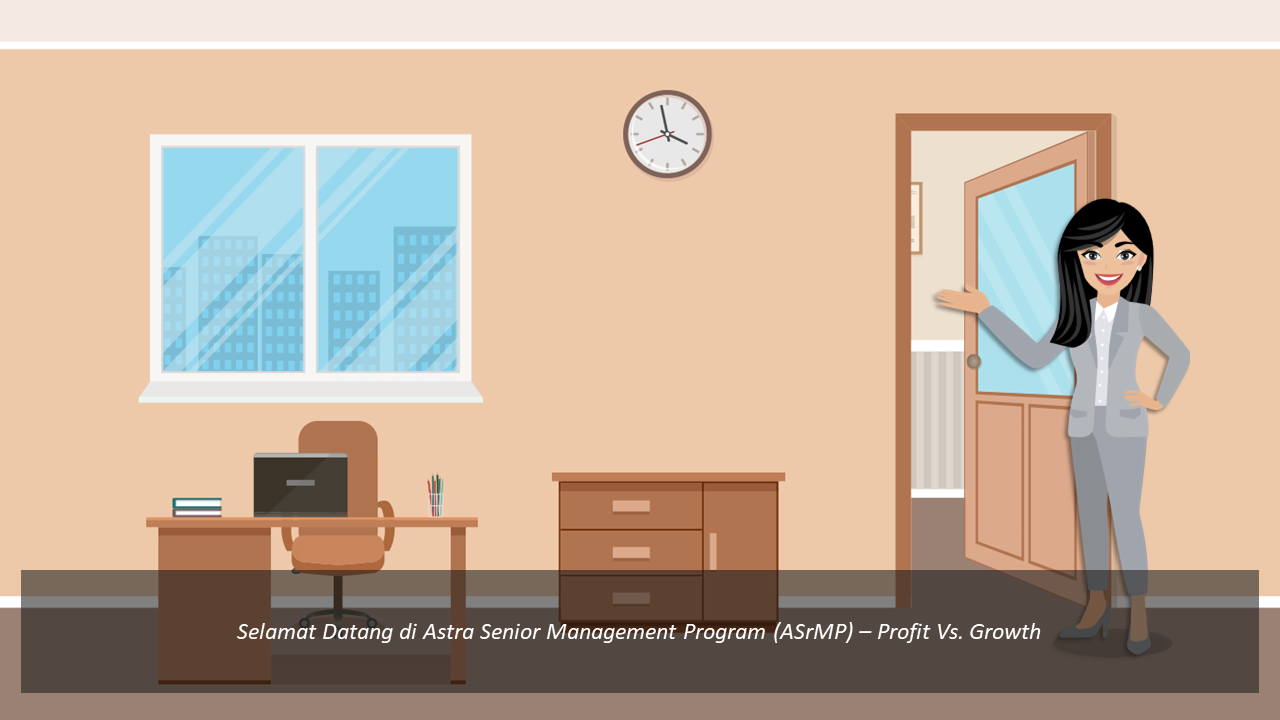 Selamat Datang di Astra Senior Management Program (ASrMP) – Profit Vs. Growth